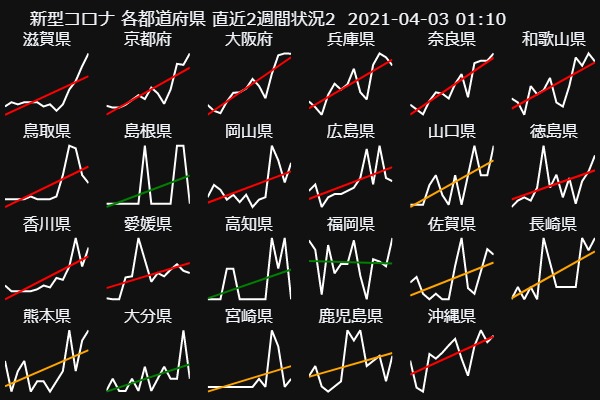 新型コロナ 各都道府県 直近2週間状況2 2021-04-03 01:10
滋賀県 京都府 大阪府 兵庫県 奈良県 和歌山県
鳥取県 島根県 岡山県 広島県 山口県 徳島県
香川県 愛媛県 高知県 福岡県 佐賀県 長崎県
熊本県 大分県 宮崎県 鹿児島県 沖縄県